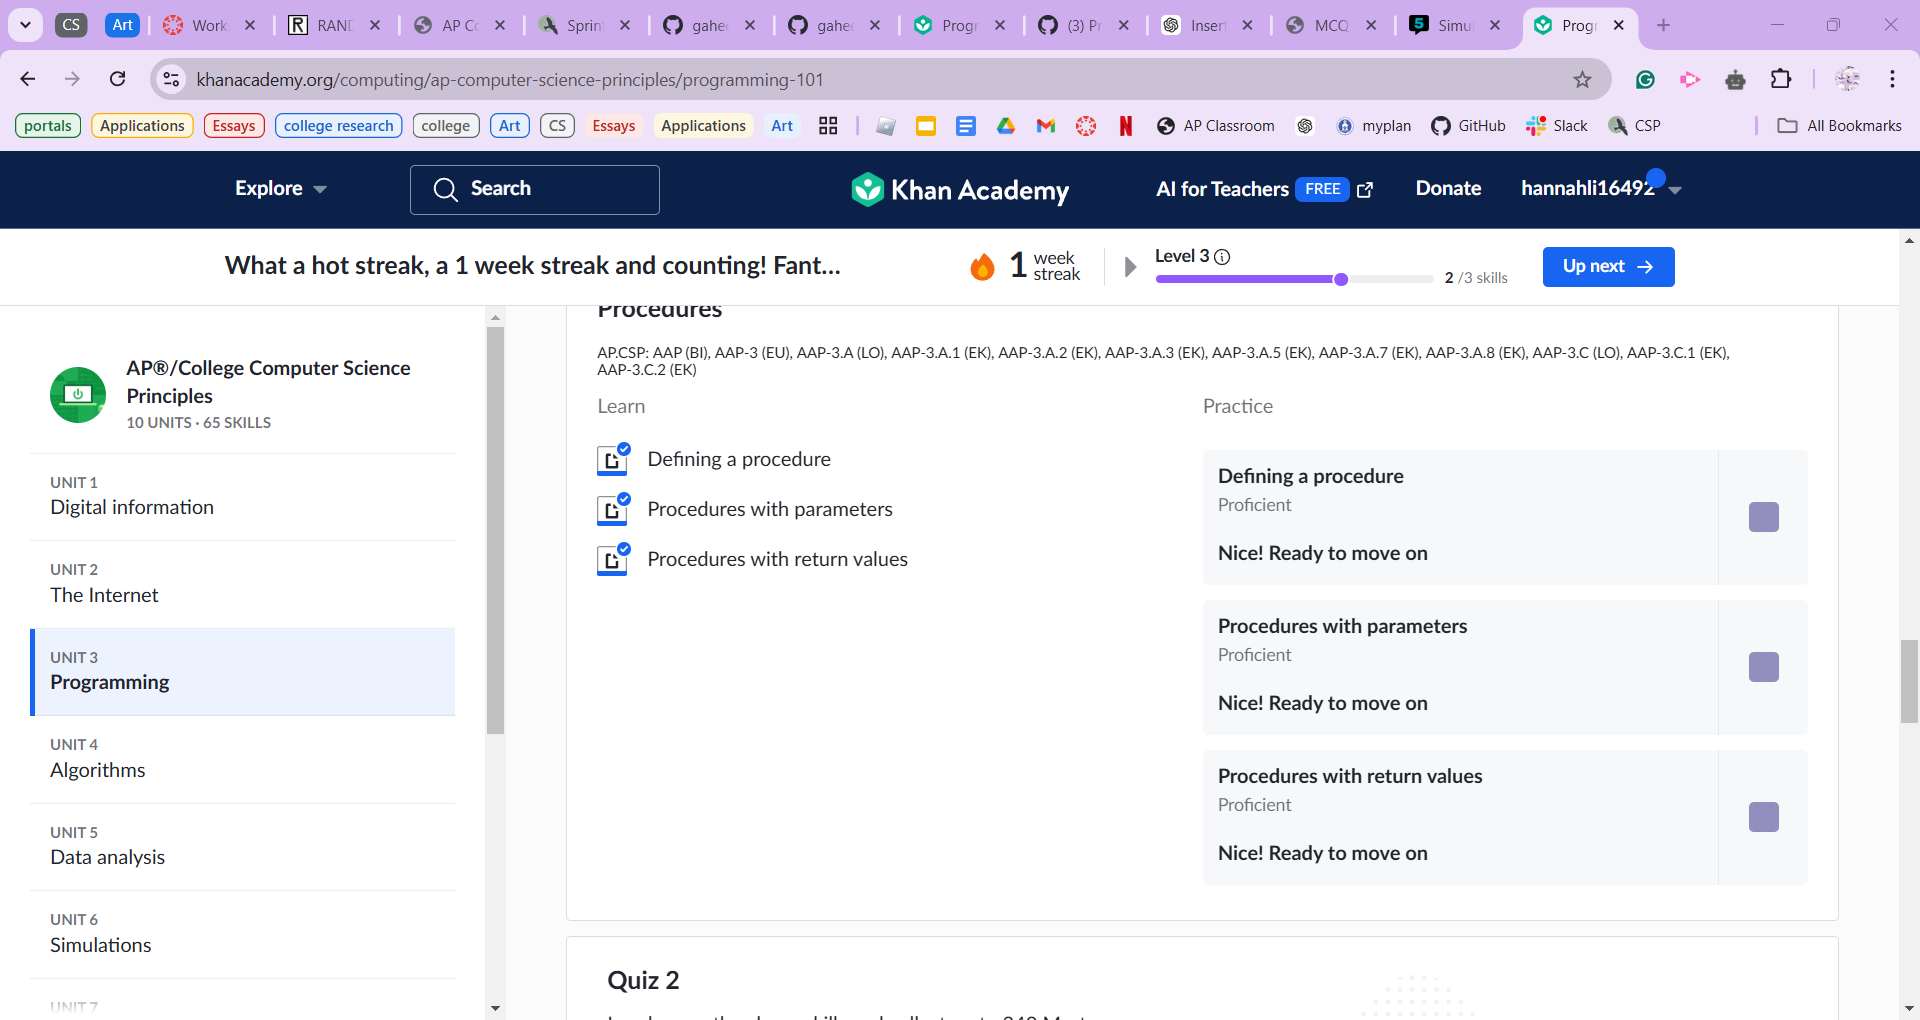 CS
Art
Work
RAND
AP Co
Sprin
gahee
gahee
Progr
(3) Pr
Inser
MCQ
Simul
Progr
khanacademy.org/computing/ap-computer-science-principles/programming-101
portals
Applications
Essays
college research
college
Art
CS
Essays
Applications
Art
AP Classroom
myplan
GitHub
Slack
CSP
All Bookmarks
Explore
Search
Khan Academy
AI for Teachers FREE
Donate
hannahli16492
What a hot streak, a 1 week streak and counting! Fant...
1 week streak
Level 3
2 /3 skills
Up next
AP®/College Computer Science
Principles
10 UNITS · 65 SKILLS
UNIT 1
Digital information
UNIT 2
The Internet
UNIT 3
Programming
UNIT 4
Algorithms
UNIT 5
Data analysis
UNIT 6
Simulations
UNIT 7
Procedures
AP.CSP: AAP (BI), AAP-3 (EU), AAP-3.A (LO), AAP-3.A.1 (EK), AAP-3.A.2 (EK), AAP-3.A.3 (EK), AAP-3.A.5 (EK), AAP-3.A.7 (EK), AAP-3.A.8 (EK), AAP-3.C (LO), AAP-3.C.1 (EK),
AAP-3.C.2 (EK)
Learn
Defining a procedure
Procedures with parameters
Procedures with return values
Practice
Defining a procedure
Proficient
Nice! Ready to move on
Procedures with parameters
Proficient
Nice! Ready to move on
Procedures with return values
Proficient
Nice! Ready to move on
Quiz 2